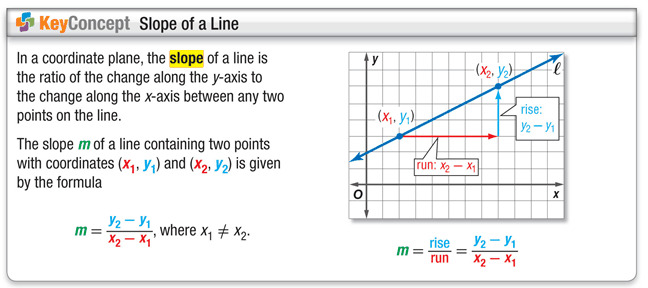 KeyConcept Slope of a Line
In a coordinate plane, the slope of a line is
the ratio of the change along the y-axis to
the change along the x-axis between any two
points on the line.
The slope m of a line containing two points
with coordinates (x₁, y₁) and (x₂, y₂) is given
by the formula
m = y₂ − y₁ / x₂ − x₁, where x₁ ≠ x₂.
y
(x₂, y₂)
ℓ
(x₁, y₁)
rise:
y₂ − y₁
run: x₂ − x₁
O
x
m = rise / run = y₂ − y₁ / x₂ − x₁